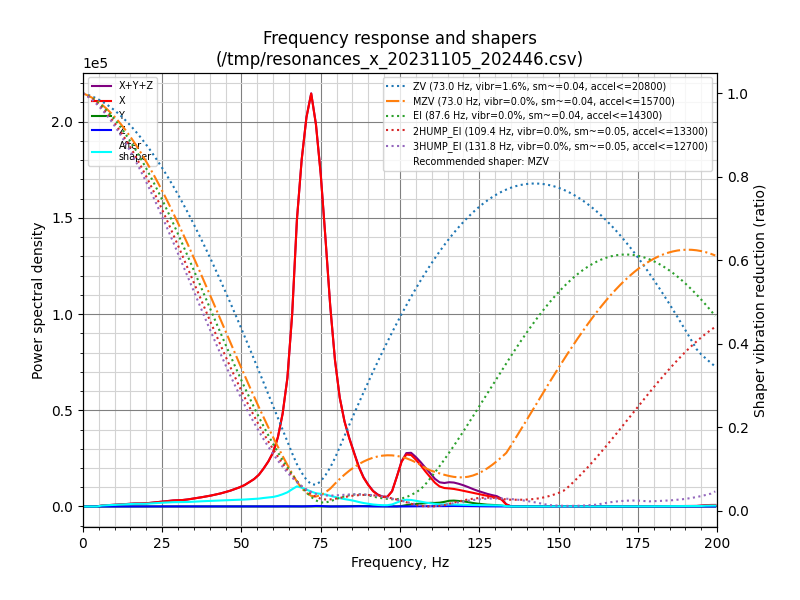 Frequency response and shapers
(/tmp/resonances_x_20231105_202446.csv)
1e5
X+Y+Z
X
Y
Z
After
shaper
ZV (73.0 Hz, vibr=1.6%, sm~=0.04, accel<=20800)
MZV (73.0 Hz, vibr=0.0%, sm~=0.04, accel<=15700)
EI (87.6 Hz, vibr=0.0%, sm~=0.04, accel<=14300)
2HUMP_EI (109.4 Hz, vibr=0.0%, sm~=0.05, accel<=13300)
3HUMP_EI (131.8 Hz, vibr=0.0%, sm~=0.05, accel<=12700)
Recommended shaper: MZV
Power spectral density
2.0
1.5
1.0
0.5
0.0
1.0
0.8
0.6
0.4
0.2
0.0
Shaper vibration reduction (ratio)
0 25 50 75 100 125 150 175 200
Frequency, Hz